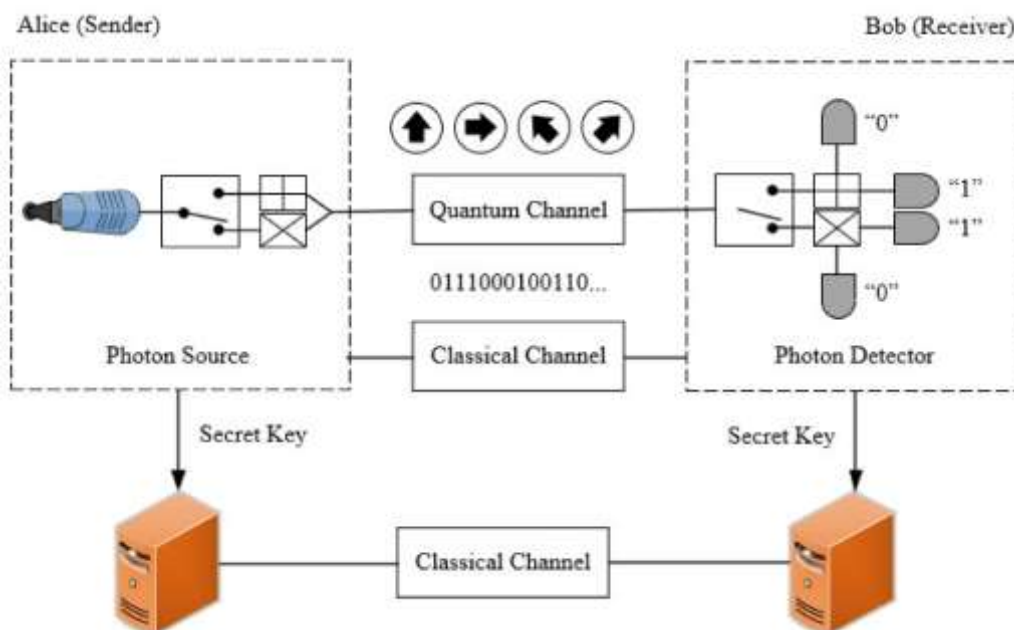 Alice (Sender)
Bob (Receiver)
“0”
“1”
Quantum Channel
“1”
0111000100110...
“0”
Photon Source
Classical Channel
Photon Detector
Secret Key
Secret Key
Classical Channel